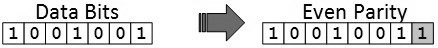 Data Bits Even Parity
1 0 0 1 0 0 1 1 0 0 1 0 0 1 1